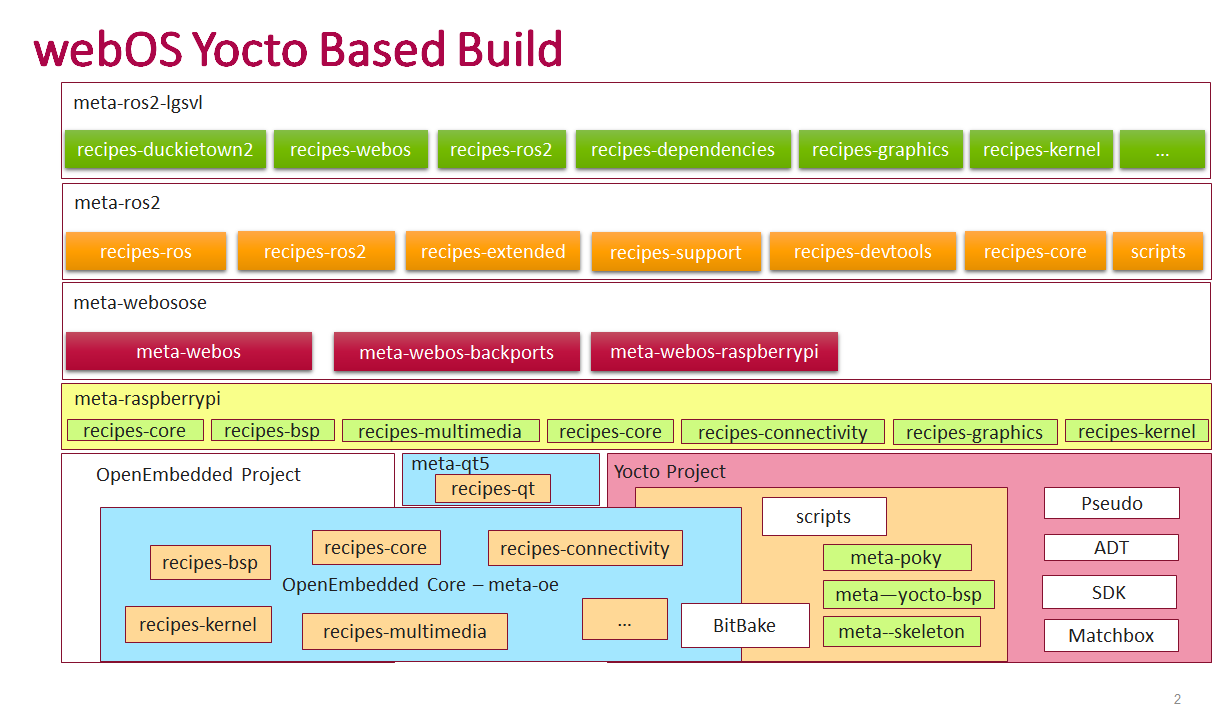 webOS Yocto Based Build
meta-ros2-lgsvl
recipes-duckietown2 recipes-webos recipes-ros2 recipes-dependencies recipes-graphics recipes-kernel ...
meta-ros2
recipes-ros recipes-ros2 recipes-extended recipes-support recipes-devtools recipes-core scripts
meta-webosose
meta-webos meta-webos-backports meta-webos-raspberrypi
meta-raspberrypi
recipes-core recipes-bsp recipes-multimedia recipes-core recipes-connectivity recipes-graphics recipes-kernel
OpenEmbedded Project
meta-qt5
recipes-qt
Yocto Project
recipes-bsp
recipes-core
recipes-connectivity
OpenEmbedded Core – meta-oe
recipes-kernel
recipes-multimedia
...
BitBake
scripts
meta-poky
meta—yocto-bsp
meta--skeleton
Pseudo
ADT
SDK
Matchbox
2